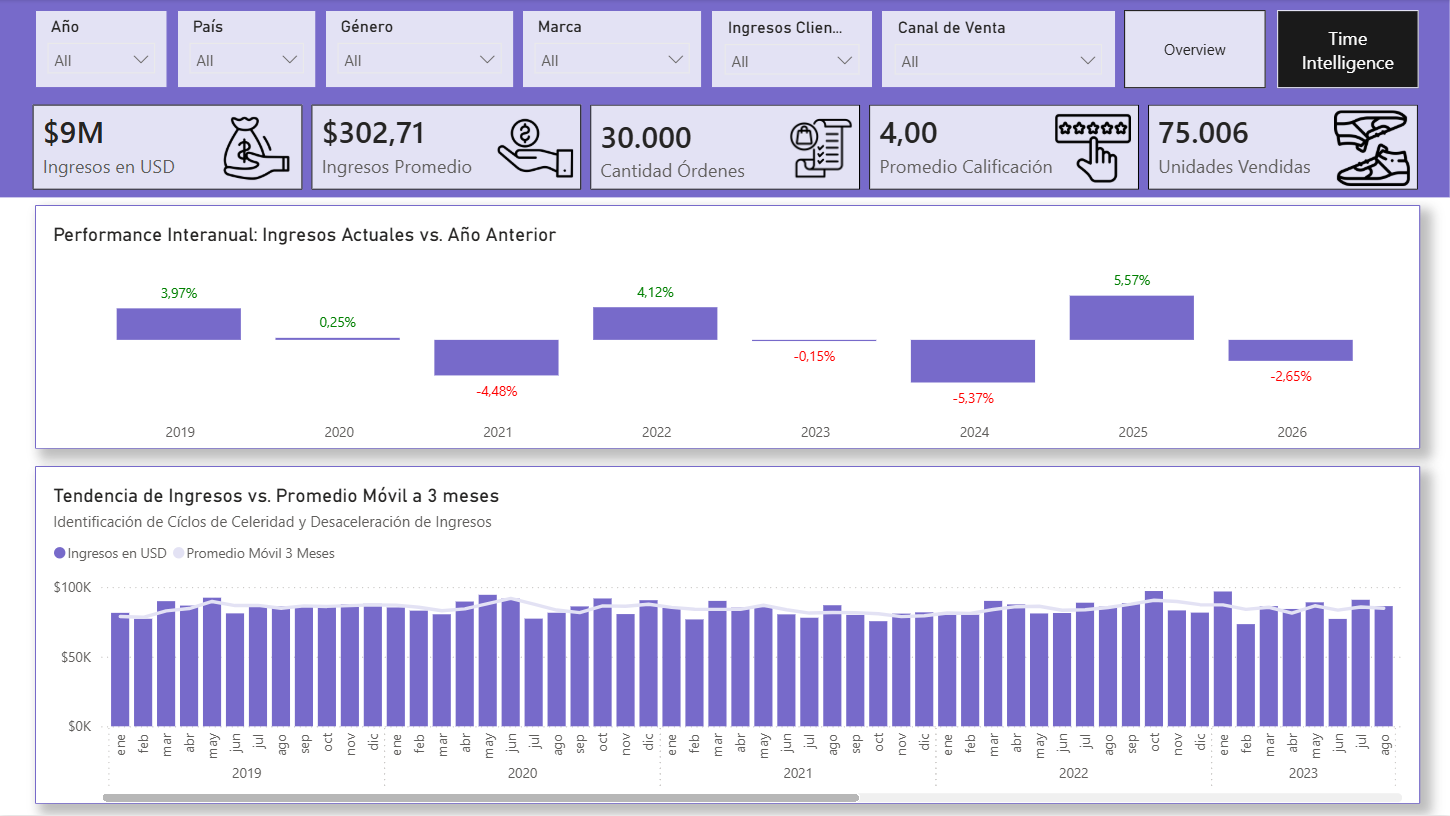 Año
País
Género
Marca
Ingresos Clien...
Canal de Venta
All
All
All
All
All
All
Overview
Time
Intelligence
$9M
Ingresos en USD
$302,71
Ingresos Promedio
30.000
Cantidad Órdenes
4,00
Promedio Calificación
75.006
Unidades Vendidas
Performance Interanual: Ingresos Actuales vs. Año Anterior
3,97%
0,25%
-4,48%
4,12%
-0,15%
-5,37%
5,57%
-2,65%
2019 2020 2021 2022 2023 2024 2025 2026
Tendencia de Ingresos vs. Promedio Móvil a 3 meses
Identificación de Cíclos de Celeridad y Desaceleración de Ingresos
Ingresos en USD Promedio Móvil 3 Meses
$100K
$50K
$0K
ene feb mar abr may jun jul ago sep oct nov dic ene feb mar abr may jun jul ago sep oct nov dic ene feb mar abr may jun jul ago sep oct nov dic ene feb mar abr may jun jul ago sep oct nov dic ene feb mar abr may jun jul ago
2019 2020 2021 2022 2023